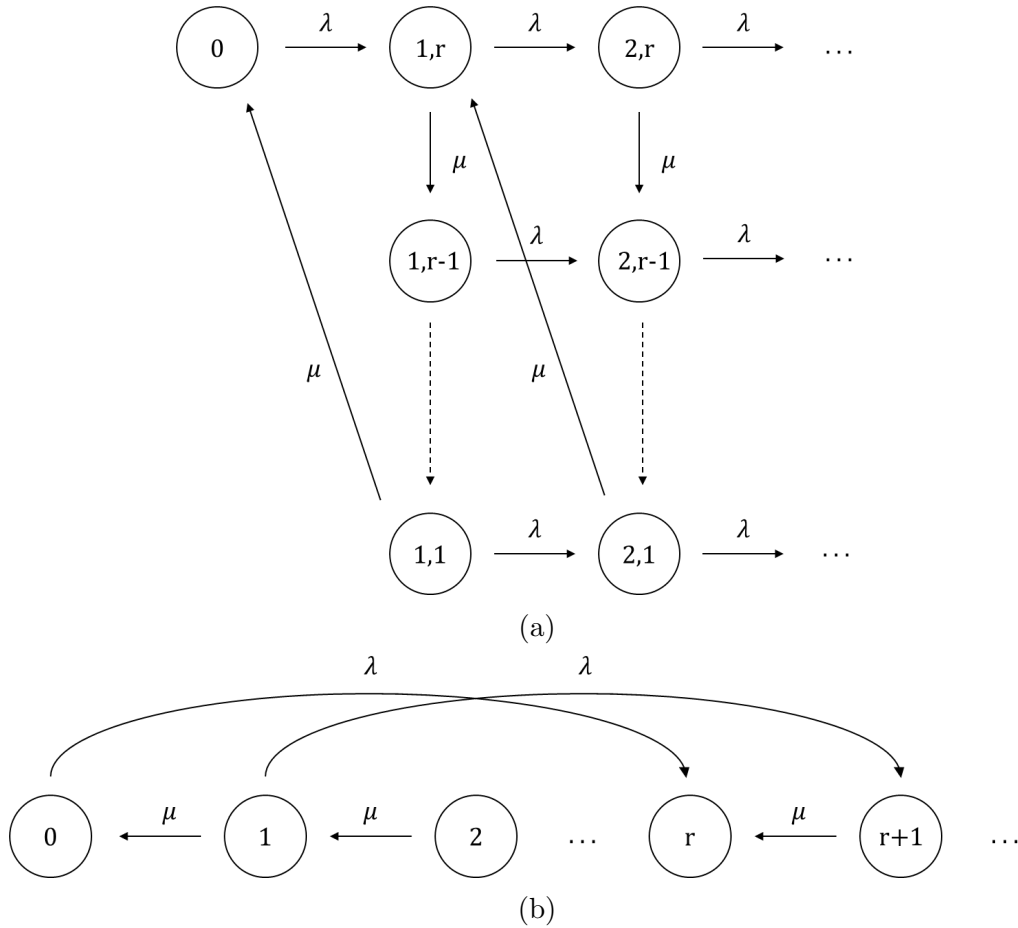 λ λ λ
0 1,r 2,r ...
μ μ
λ λ
1,r-1 2,r-1 ...
μ μ
λ λ
1,1 2,1 ...
(a)
λ λ
μ μ μ
0 1 2 ... r r+1 ...
(b)